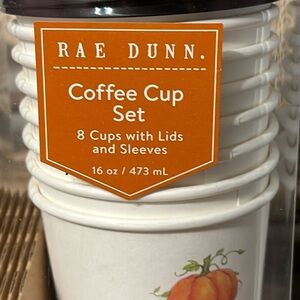 RAE DUNN.
Coffee Cup
Set
8 Cups with Lids
and Sleeves
16 oz / 473 mL